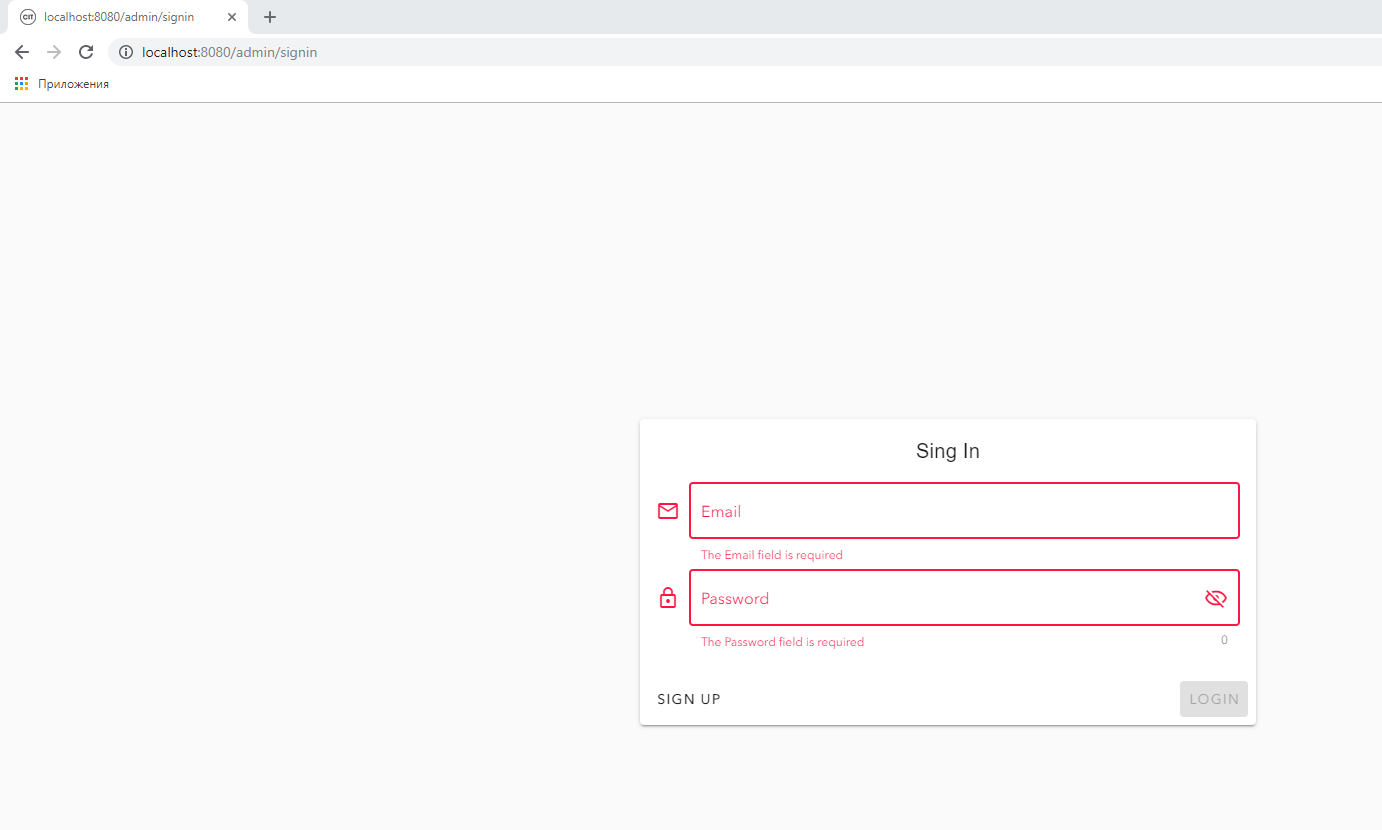 CIT localhost:8080/admin/signin
localhost:8080/admin/signin
Приложения
Sing In
Email
The Email field is required
Password
The Password field is required 0
SIGN UP LOGIN